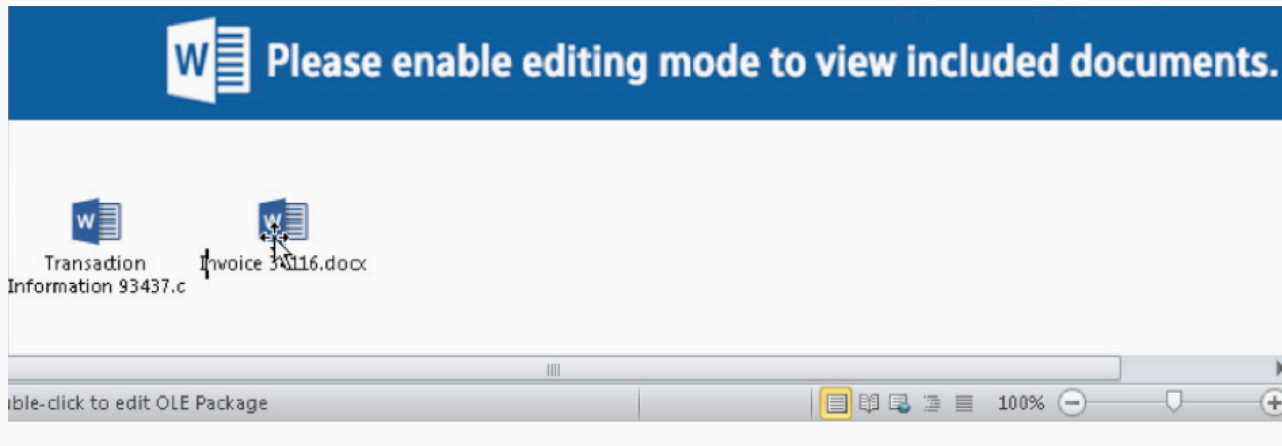 W Please enable editing mode to view included documents.
W
W
Transaction
Information 93437.c
Invoice 116.docx
ble-click to edit OLE Package
100%